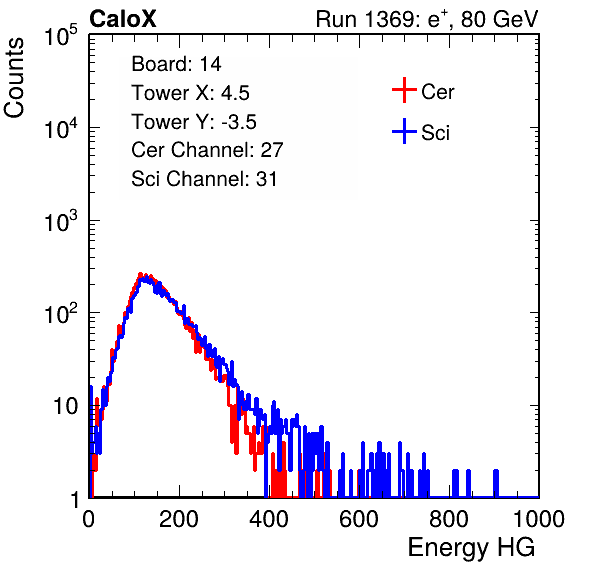 CaloX Run 1369: e⁺, 80 GeV
Counts
Board: 14
Tower X: 4.5
Tower Y: -3.5
Cer Channel: 27
Sci Channel: 31
Cer
Sci
10⁵
10⁴
10³
10²
10
1
0 200 400 600 800 1000
Energy HG